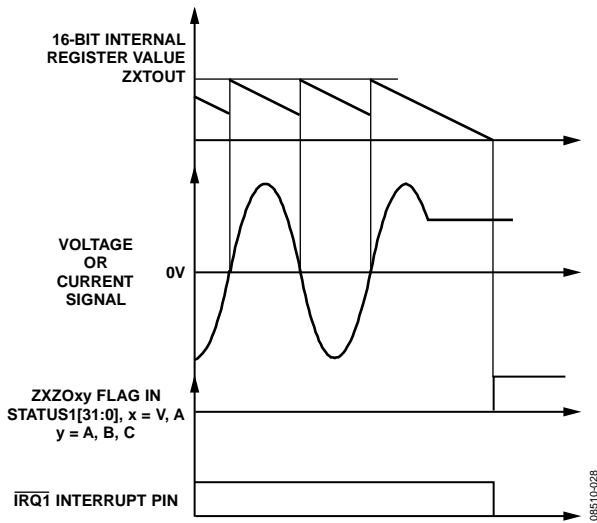 16-BIT INTERNAL
REGISTER VALUE
ZXTOUT
VOLTAGE
OR
CURRENT
SIGNAL
0V
ZXZOxy FLAG IN
STATUS1[31:0], x = V, A
y = A, B, C
IRQ1 INTERRUPT PIN
08510-028